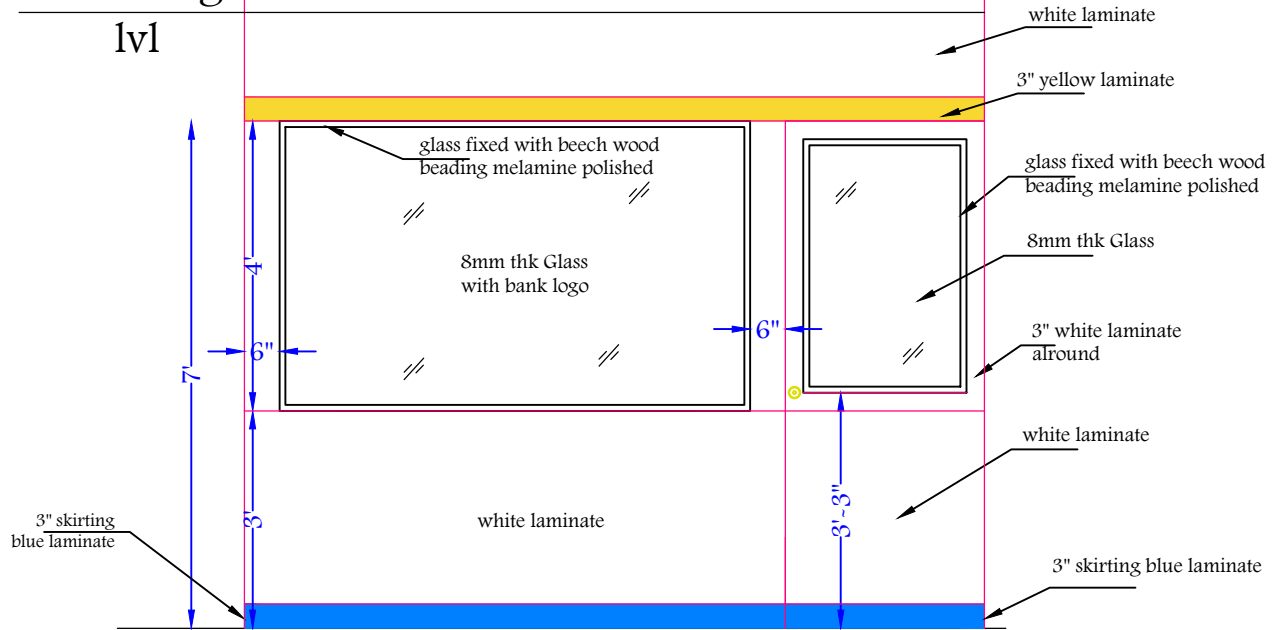 lvl
white laminate
3" yellow laminate
glass fixed with beech wood
beading melamine polished
glass fixed with beech wood
beading melamine polished
8mm thk Glass
8mm thk Glass
with bank logo
4'
6"
6"
7'
3" white laminate
alround
white laminate
3'
3'~3"
white laminate
3" skirting
blue laminate
3" skirting blue laminate